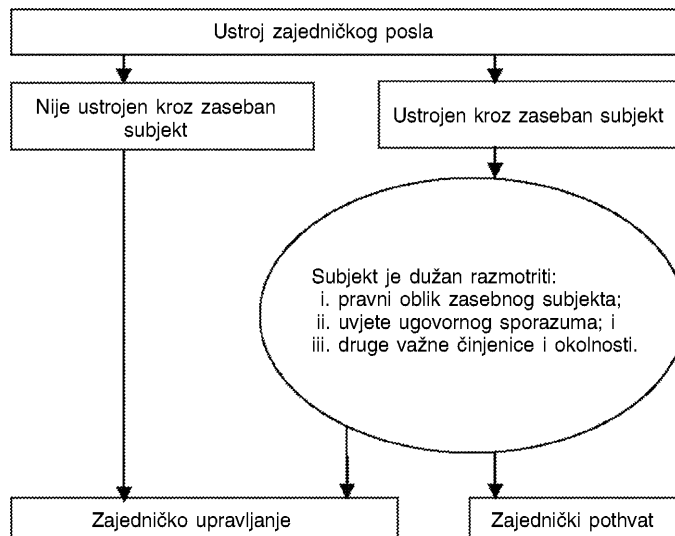 Ustroj zajedničkog posla
Nije ustrojen kroz zaseban
subjekt
Ustrojen kroz zaseban subjekt
Subjekt je dužan razmotriti:
i. pravni oblik zasebnog subjekta;
ii. uvjete ugovornog sporazuma; i
iii. druge važne činjenice i okolnosti.
Zajedničko upravljanje
Zajednički pothvat